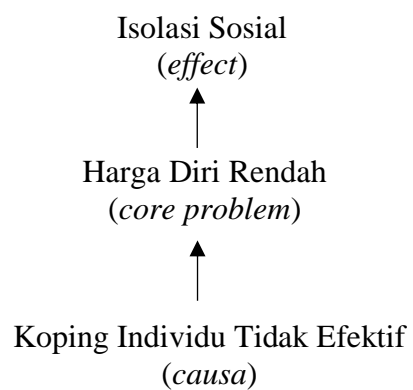 Isolasi Sosial
(effect)
Harga Diri Rendah
(core problem)
Koping Individu Tidak Efektif
(causa)